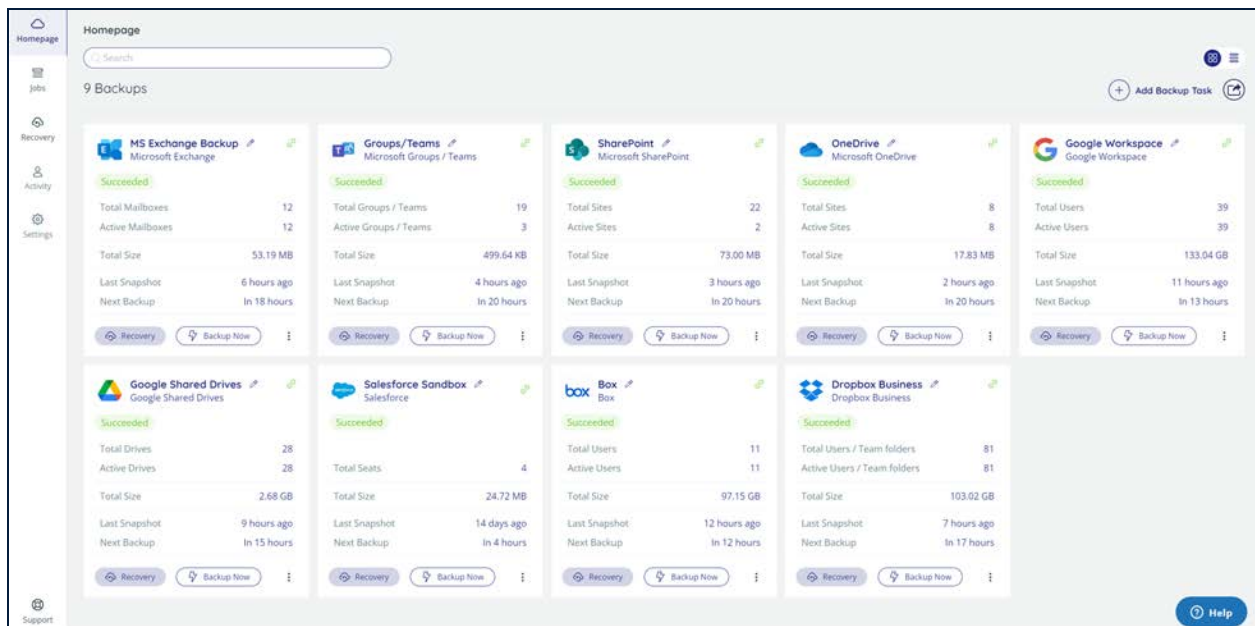 Homepage
Homepage
Search
Jobs
9 Backups
Add Backup Task
Recovery
Activity
Settings
MS Exchange Backup
Microsoft Exchange
Succeeded
Total Mailboxes 12
Active Mailboxes 12
Total Size 53.19 MB
Last Snapshot 6 hours ago
Next Backup In 18 hours
Recovery Backup Now
Groups/Teams
Microsoft Groups / Teams
Succeeded
Total Groups / Teams 19
Active Groups / Teams 3
Total Size 499.64 KB
Last Snapshot 4 hours ago
Next Backup In 20 hours
Recovery Backup Now
SharePoint
Microsoft SharePoint
Succeeded
Total Sites 22
Active Sites 2
Total Size 73.00 MB
Last Snapshot 3 hours ago
Next Backup In 20 hours
Recovery Backup Now
OneDrive
Microsoft OneDrive
Succeeded
Total Sites 8
Active Sites 8
Total Size 17.83 MB
Last Snapshot 2 hours ago
Next Backup In 20 hours
Recovery Backup Now
Google Workspace
Google Workspace
Succeeded
Total Users 39
Active Users 39
Total Size 133.04 GB
Last Snapshot 11 hours ago
Next Backup In 13 hours
Recovery Backup Now
Google Shared Drives
Google Shared Drives
Succeeded
Total Drives 28
Active Drives 28
Total Size 2.68 GB
Last Snapshot 9 hours ago
Next Backup In 15 hours
Recovery Backup Now
Salesforce Sandbox
Salesforce
Succeeded
Total Seats 4
Total Size 24.72 MB
Last Snapshot 14 days ago
Next Backup In 4 hours
Recovery Backup Now
box Box
Box
Succeeded
Total Users 11
Active Users 11
Total Size 97.15 GB
Last Snapshot 12 hours ago
Next Backup In 12 hours
Recovery Backup Now
Dropbox Business
Dropbox Business
Succeeded
Total Users / Team folders 81
Active Users / Team folders 81
Total Size 103.02 GB
Last Snapshot 7 hours ago
Next Backup In 17 hours
Recovery Backup Now
Support
Help